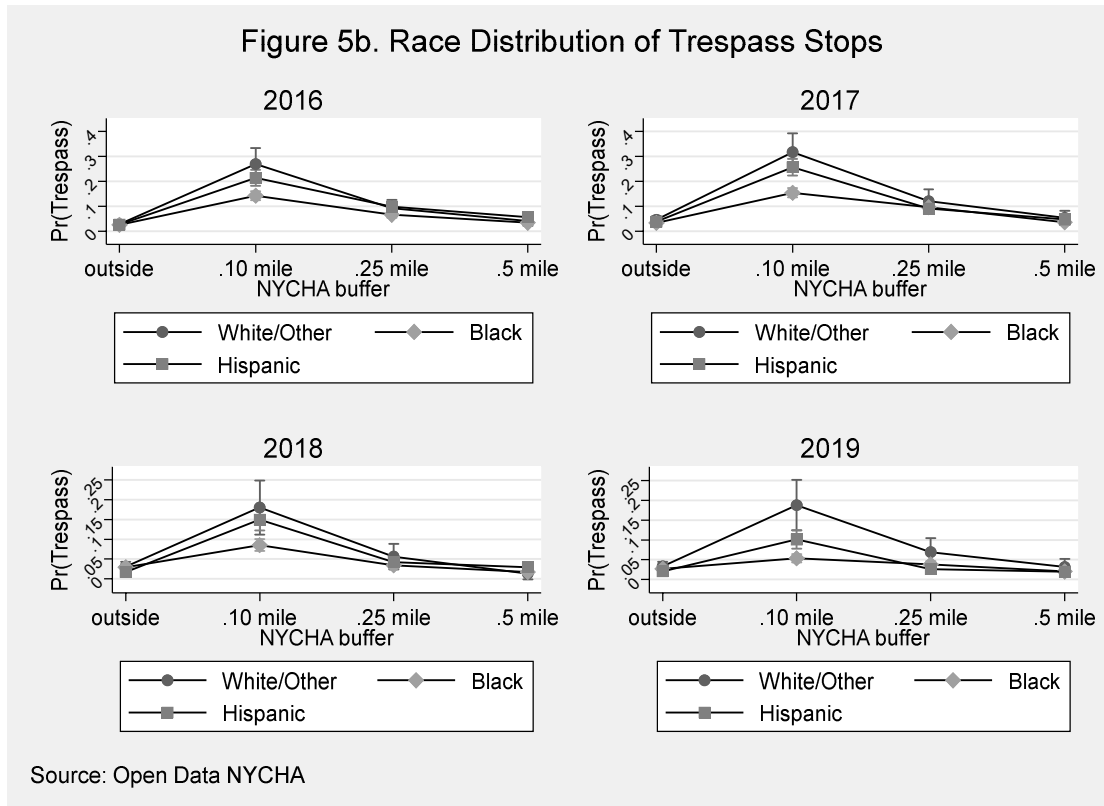 Figure 5b. Race Distribution of Trespass Stops
2016
Pr(Trespass)
.4
.3
.2
.1
0
outside .10 mile .25 mile .5 mile
NYCHA buffer
White/Other Black
Hispanic
2017
Pr(Trespass)
.4
.3
.2
.1
0
outside .10 mile .25 mile .5 mile
NYCHA buffer
White/Other Black
Hispanic
2018
Pr(Trespass)
.25
.2
.15
.1
.05
0
outside .10 mile .25 mile .5 mile
NYCHA buffer
White/Other Black
Hispanic
2019
Pr(Trespass)
.25
.2
.15
.1
.05
0
outside .10 mile .25 mile .5 mile
NYCHA buffer
White/Other Black
Hispanic
Source: Open Data NYCHA